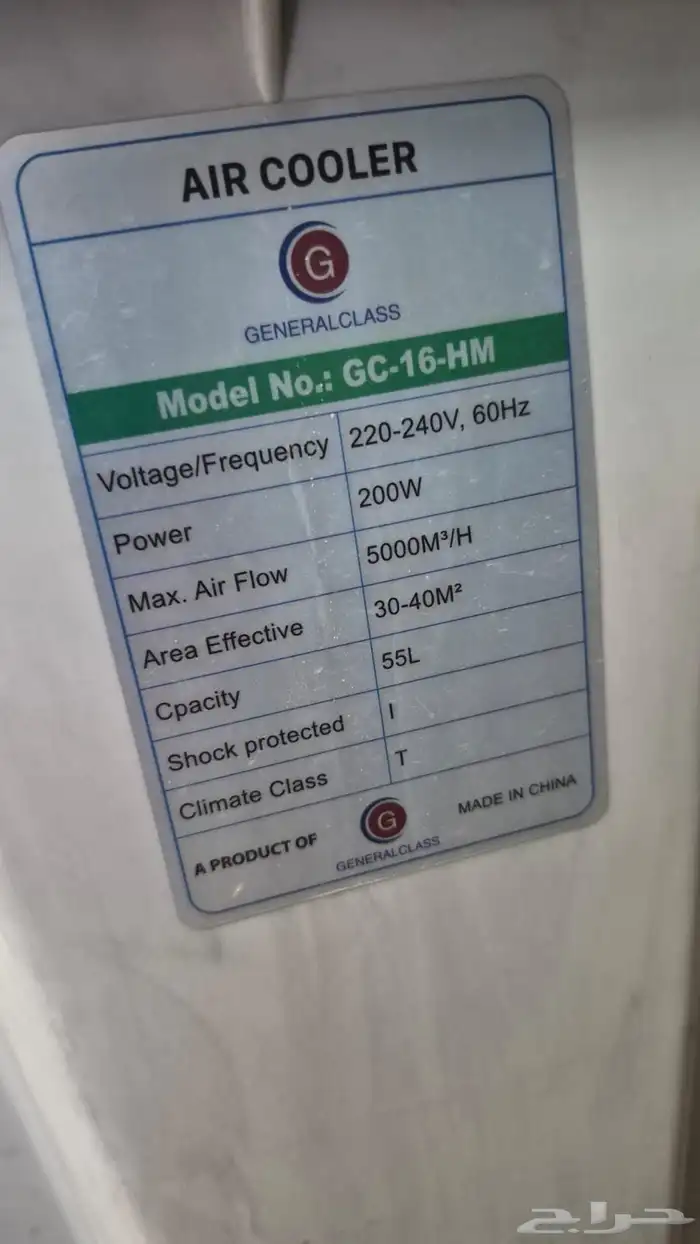 AIR COOLER
G
GENERALCLASS
Model No.: GC-16-HM
Voltage/Frequency 220-240V, 60Hz
Power 200W
Max. Air Flow 5000M³/H
Area Effective 30-40M²
Cpacity 55L
Shock protected I
Climate Class T
A PRODUCT OF G GENERALCLASS MADE IN CHINA
حراج